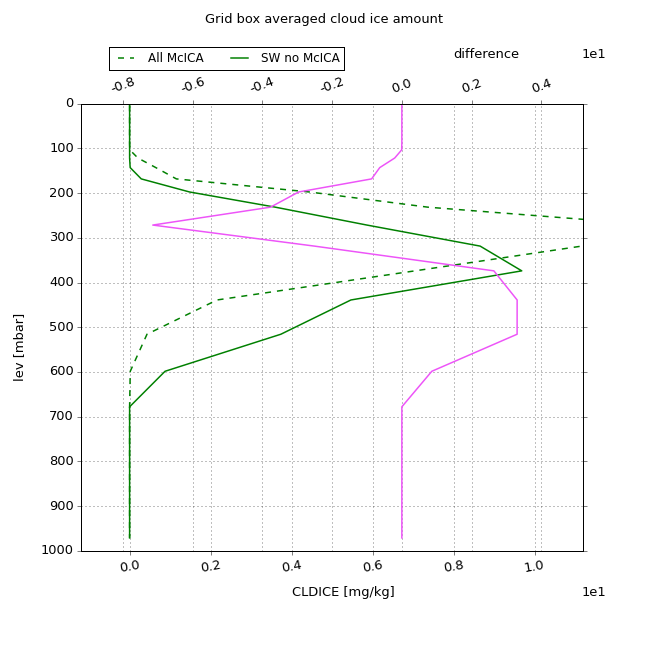 Grid box averaged cloud ice amount
All McICA SW no McICA
difference 1e1
-0.8 -0.6 -0.4 -0.2 0.0 0.2 0.4
0
100
200
300
400
500
600
700
800
900
1000
lev [mbar]
0.0 0.2 0.4 0.6 0.8 1.0
CLDICE [mg/kg] 1e1